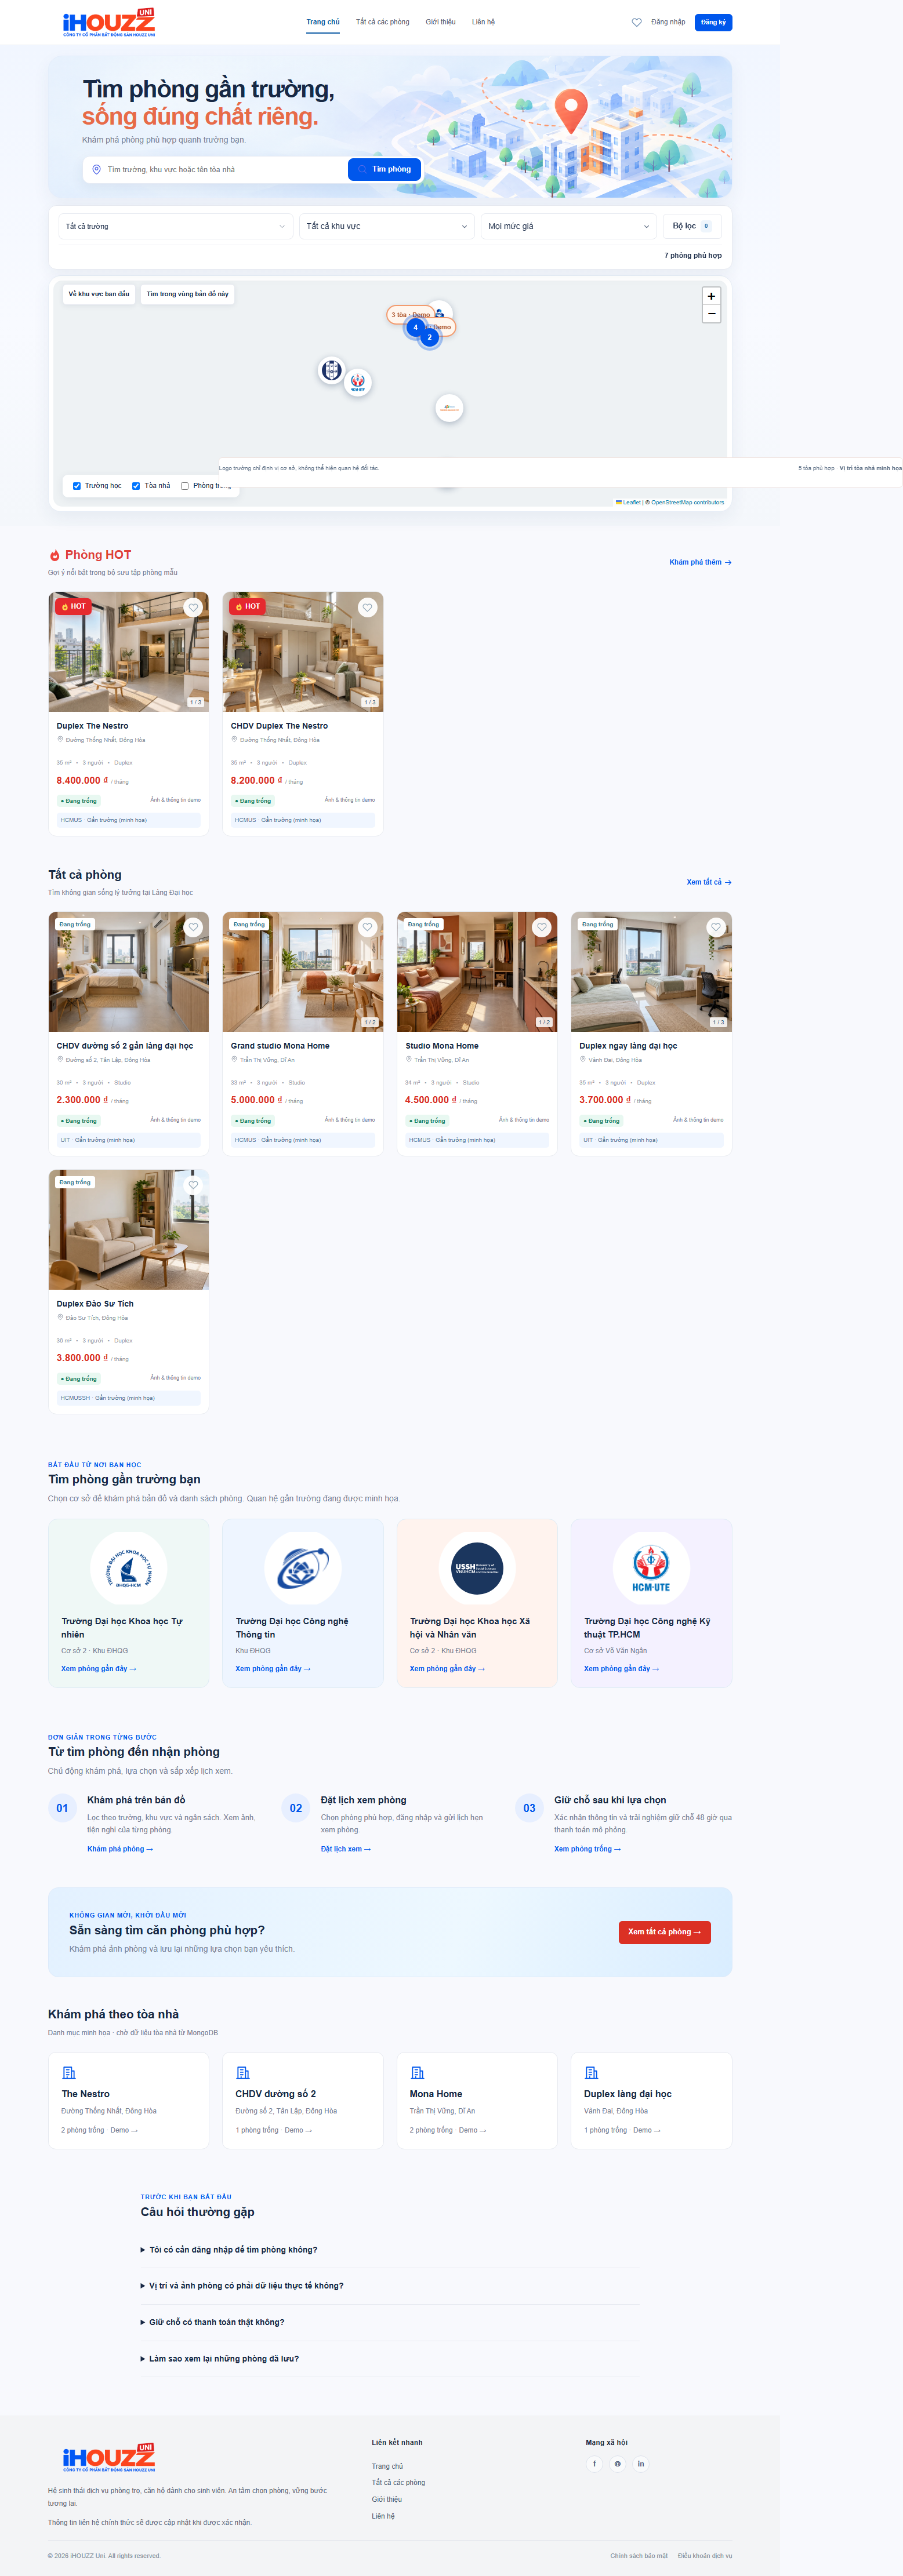 iHOUZZ UNI
CÔNG TY CỔ PHẦN BẤT ĐỘNG SẢN IHOUZZ
Trang chủ
Tất cả các phòng
Giới thiệu
Liên hệ
Đăng nhập
Đăng ký
Tìm phòng gần trường,
sống đúng chất riêng.
Khám phá phòng phù hợp quanh trường bạn.
Tìm trường, khu vực hoặc tên tòa nhà
Tìm phòng
Tất cả trường
Tất cả khu vực
Mọi mức giá
Bộ lọc 0
7 phòng phù hợp
Về khu vực ban đầu
Tìm trong vùng bản đồ này
+
−
3 tòa · Demo
Demo
4
2
HCM-UTE
Logo trường chỉ định vị cơ sở, không thể hiện quan hệ đối tác.
5 tòa phù hợp · Vị trí tòa nhà minh họa
Trường học
Tòa nhà
Phòng trống
Leaflet | © OpenStreetMap contributors
Phòng HOT
Gợi ý nổi bật trong bộ sưu tập phòng mẫu
Khám phá thêm →
HOT
1 / 3
Duplex The Nestro
Đường Thống Nhất, Đông Hòa
35 m² • 3 người • Duplex
8.400.000 ₫ / tháng
● Đang trống
Ảnh & thông tin demo
HCMUS · Gần trường (minh họa)
HOT
1 / 3
CHDV Duplex The Nestro
Đường Thống Nhất, Đông Hòa
35 m² • 3 người • Duplex
8.200.000 ₫ / tháng
● Đang trống
Ảnh & thông tin demo
HCMUS · Gần trường (minh họa)
Tất cả phòng
Tìm không gian sống lý tưởng tại Làng Đại học
Xem tất cả →
Đang trống
CHDV đường số 2 gần làng đại học
Đường số 2, Tân Lập, Đông Hòa
30 m² • 3 người • Studio
2.300.000 ₫ / tháng
● Đang trống
Ảnh & thông tin demo
UIT · Gần trường (minh họa)
Đang trống
1 / 2
Grand studio Mona Home
Trần Thị Vững, Dĩ An
33 m² • 3 người • Studio
5.000.000 ₫ / tháng
● Đang trống
Ảnh & thông tin demo
HCMUS · Gần trường (minh họa)
Đang trống
1 / 2
Studio Mona Home
Trần Thị Vững, Dĩ An
34 m² • 3 người • Studio
4.500.000 ₫ / tháng
● Đang trống
Ảnh & thông tin demo
HCMUS · Gần trường (minh họa)
Đang trống
1 / 3
Duplex ngay làng đại học
Vành Đai, Đông Hòa
35 m² • 3 người • Duplex
3.700.000 ₫ / tháng
● Đang trống
Ảnh & thông tin demo
UIT · Gần trường (minh họa)
Đang trống
Duplex Đào Sư Tích
Đào Sư Tích, Đông Hòa
36 m² • 3 người • Duplex
3.800.000 ₫ / tháng
● Đang trống
Ảnh & thông tin demo
HCMUSSH · Gần trường (minh họa)
BẮT ĐẦU TỪ NƠI BẠN HỌC
Tìm phòng gần trường bạn
Chọn cơ sở để khám phá bản đồ và danh sách phòng. Quan hệ gần trường đang được minh họa.
TRƯỜNG ĐẠI HỌC KHOA HỌC TỰ NHIÊN
ĐHQG-HCM
Trường Đại học Khoa học Tự
nhiên
Cơ sở 2 · Khu ĐHQG
Xem phòng gần đây →
Trường Đại học Công nghệ
Thông tin
Khu ĐHQG
Xem phòng gần đây →
USSH
VNUHCM
Trường Đại học Khoa học Xã
hội và Nhân văn
Cơ sở 2 · Khu ĐHQG
Xem phòng gần đây →
HCM-UTE
Trường Đại học Công nghệ Kỹ
thuật TP.HCM
Cơ sở Võ Văn Ngân
Xem phòng gần đây →
ĐƠN GIẢN TRONG TỪNG BƯỚC
Từ tìm phòng đến nhận phòng
Chủ động khám phá, lựa chọn và sắp xếp lịch xem.
01
Khám phá trên bản đồ
Lọc theo trường, khu vực và ngân sách. Xem ảnh,
tiện nghi của từng phòng.
Khám phá phòng →
02
Đặt lịch xem phòng
Chọn phòng phù hợp, đăng nhập và gửi lịch hẹn
xem phòng.
Đặt lịch xem →
03
Giữ chỗ sau khi lựa chọn
Xác nhận thông tin và trải nghiệm giữ chỗ 48 giờ qua
thanh toán mô phỏng.
Xem phòng trống →
KHÔNG GIAN MỚI, KHỞI ĐẦU MỚI
Sẵn sàng tìm căn phòng phù hợp?
Khám phá ảnh phòng và lưu lại những lựa chọn bạn yêu thích.
Xem tất cả phòng →
Khám phá theo tòa nhà
Danh mục minh họa · chờ dữ liệu tòa nhà từ MongoDB
The Nestro
Đường Thống Nhất, Đông Hòa
2 phòng trống · Demo →
CHDV đường số 2
Đường số 2, Tân Lập, Đông Hòa
1 phòng trống · Demo →
Mona Home
Trần Thị Vững, Dĩ An
2 phòng trống · Demo →
Duplex làng đại học
Vành Đai, Đông Hòa
1 phòng trống · Demo →
TRƯỚC KHI BẠN BẮT ĐẦU
Câu hỏi thường gặp
Tôi có cần đăng nhập để tìm phòng không?
Vị trí và ảnh phòng có phải dữ liệu thực tế không?
Giữ chỗ có thanh toán thật không?
Làm sao xem lại những phòng đã lưu?
iHOUZZ UNI
CÔNG TY CỔ PHẦN BẤT ĐỘNG SẢN IHOUZZ
Hệ sinh thái dịch vụ phòng trọ, căn hộ dành cho sinh viên. An tâm chọn phòng, vững bước
tương lai.
Thông tin liên hệ chính thức sẽ được cập nhật khi được xác nhận.
Liên kết nhanh
Trang chủ
Tất cả các phòng
Giới thiệu
Liên hệ
Mạng xã hội
f
in
© 2026 iHOUZZ Uni. All rights reserved.
Chính sách bảo mật
Điều khoản dịch vụ